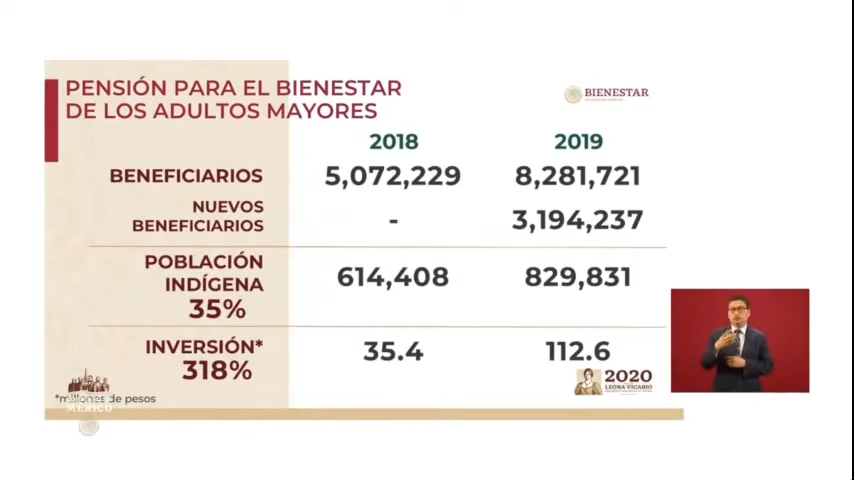 PENSIÓN PARA EL BIENESTAR
DE LOS ADULTOS MAYORES
BIENESTAR
2018 2019
BENEFICIARIOS 5,072,229 8,281,721
NUEVOS
BENEFICIARIOS - 3,194,237
POBLACIÓN
INDÍGENA 614,408 829,831
35%
INVERSIÓN* 35.4 112.6
318%
2020
LEONA VICARIO
*millones de pesos
MÉXICO